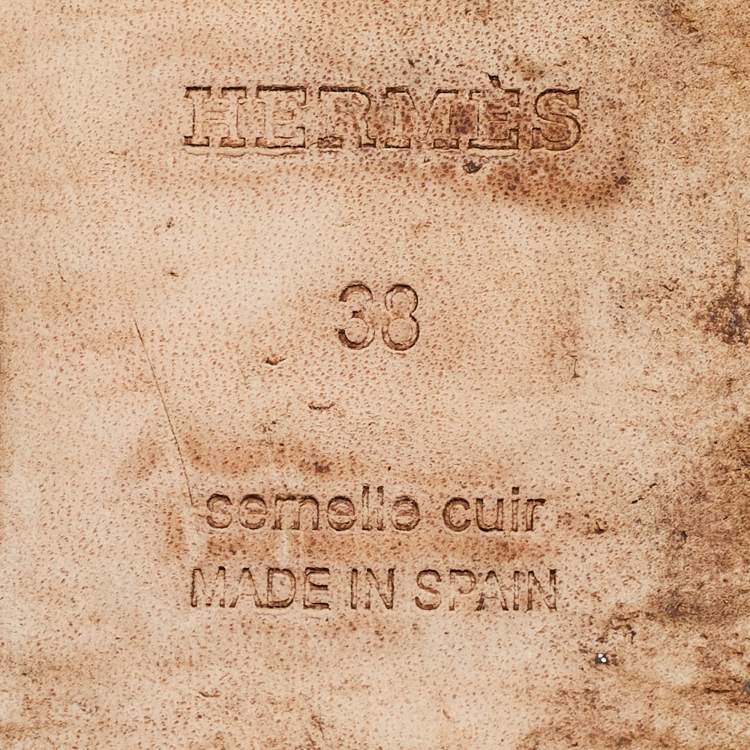 HERMÈS
38
semelle cuir
MADE IN SPAIN